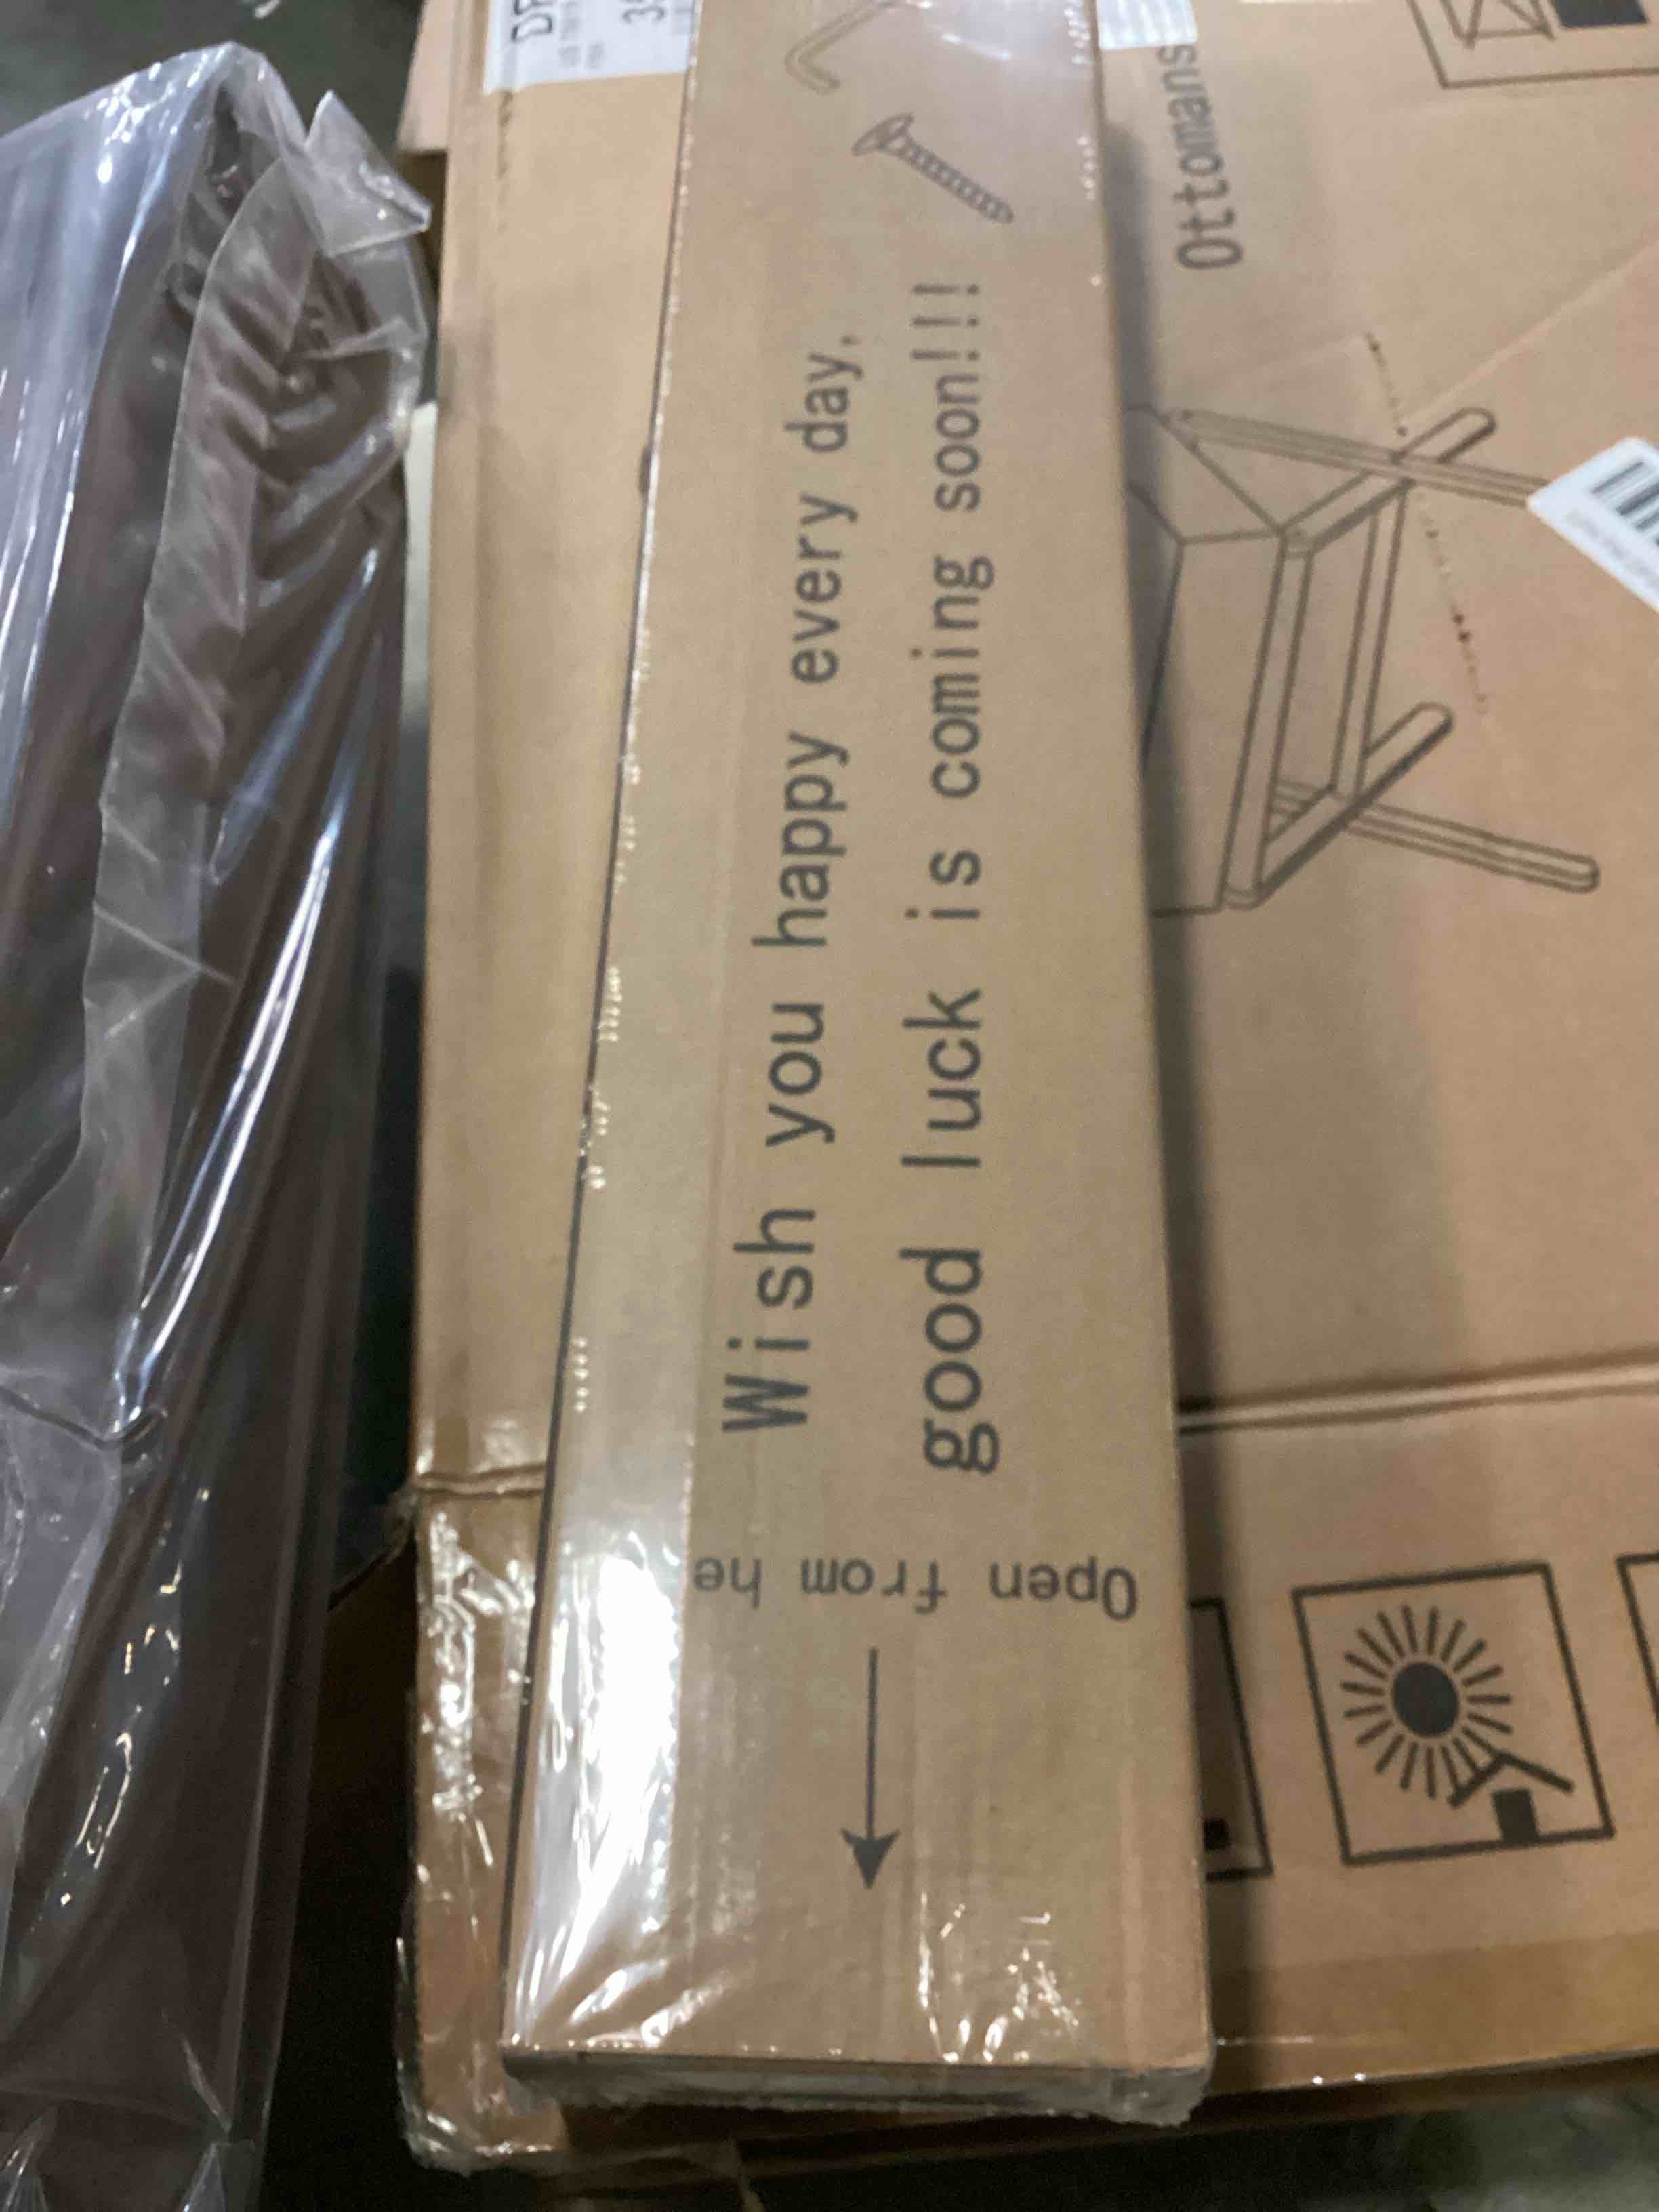 Wish you happy every day,
good luck is coming soon!!!!
Open from he
Ottomans